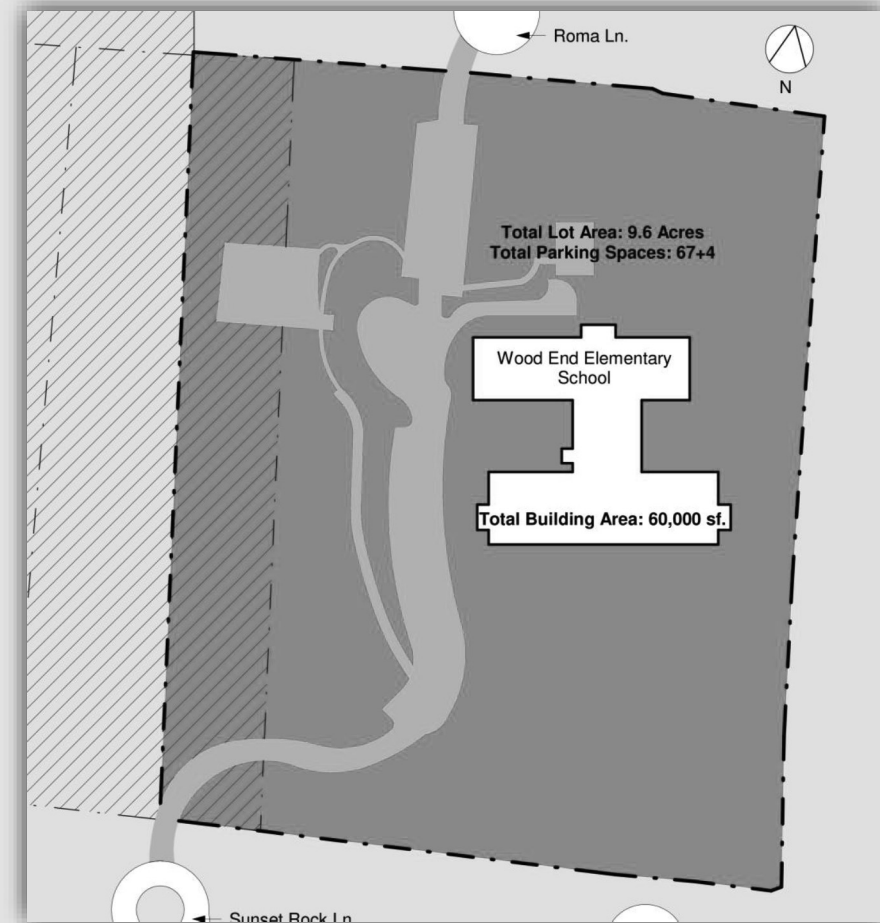 Roma Ln.
N
Total Lot Area: 9.6 Acres
Total Parking Spaces: 67+4
Wood End Elementary
School
Total Building Area: 60,000 sf.
Sunset Rock Ln